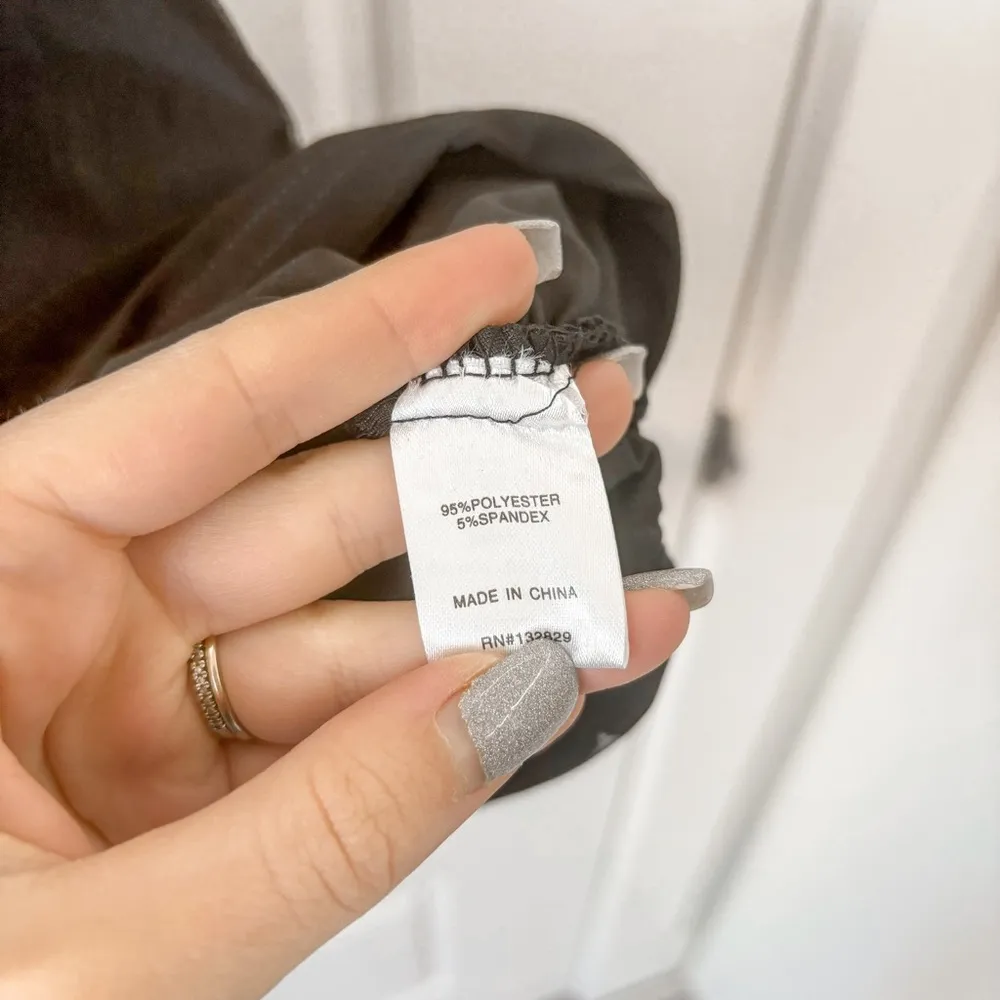 95%POLYESTER
5%SPANDEX
MADE IN CHINA
RN#132829